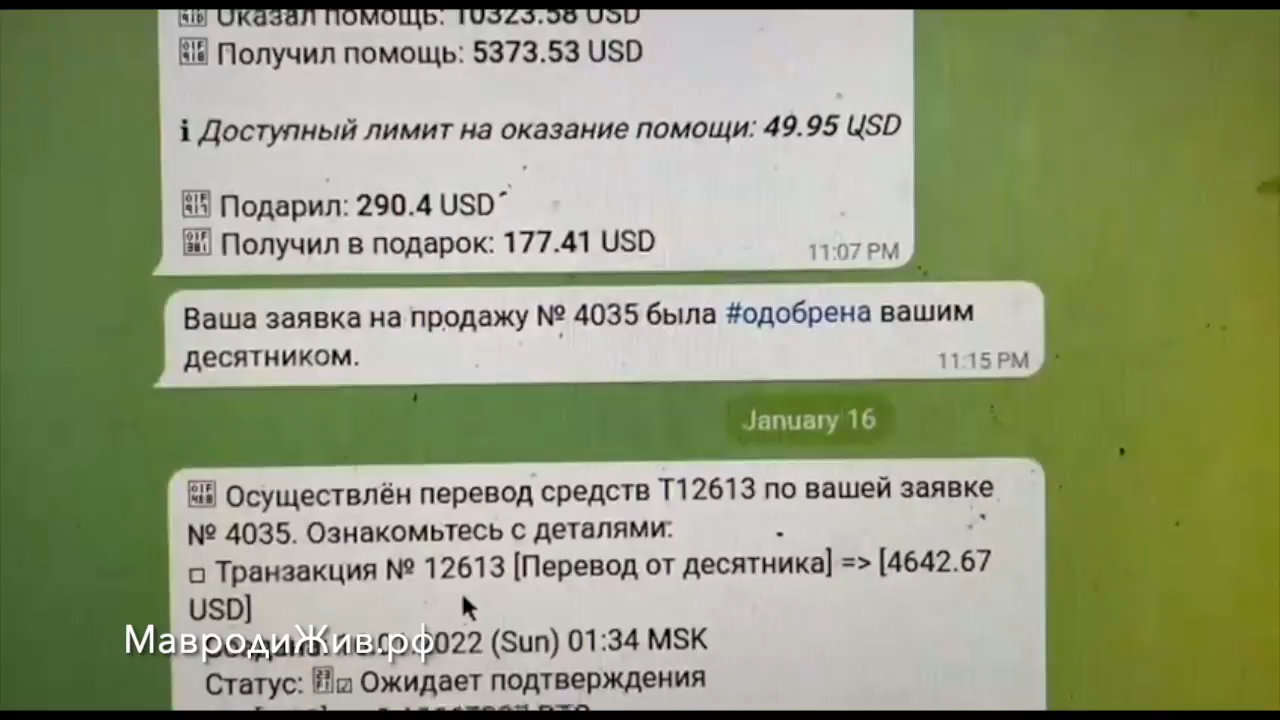 Оказал помощь: 10323.58 USD
Получил помощь: 5373.53 USD
ℹ Доступный лимит на оказание помощи: 49.95 USD
Подарил: 290.4 USD
Получил в подарок: 177.41 USD
11:07 PM
Ваша заявка на продажу № 4035 была #одобрена вашим
десятником.
11:15 PM
January 16
Осуществлён перевод средств T12613 по вашей заявке
№ 4035. Ознакомьтесь с деталями:
Транзакция № 12613 [Перевод от десятника] => [4642.67
USD]
2022 (Sun) 01:34 MSK
МавродиЖив.рф
Статус: ☑ Ожидает подтверждения